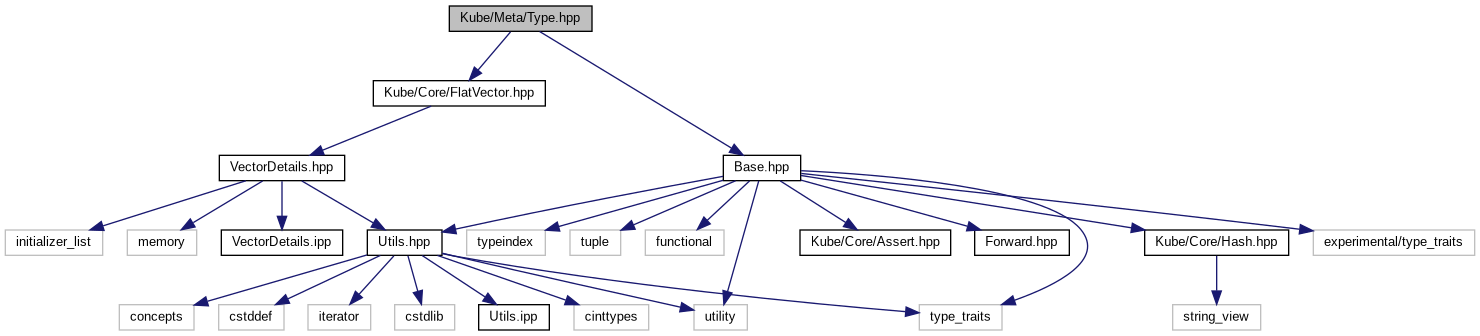 Kube/Meta/Type.hpp
Kube/Core/FlatVector.hpp
VectorDetails.hpp
Base.hpp
initializer_list
memory
VectorDetails.ipp
Utils.hpp
typeindex
tuple
functional
Kube/Core/Assert.hpp
Forward.hpp
Kube/Core/Hash.hpp
experimental/type_traits
concepts
cstddef
iterator
cstdlib
Utils.ipp
cinttypes
utility
type_traits
string_view